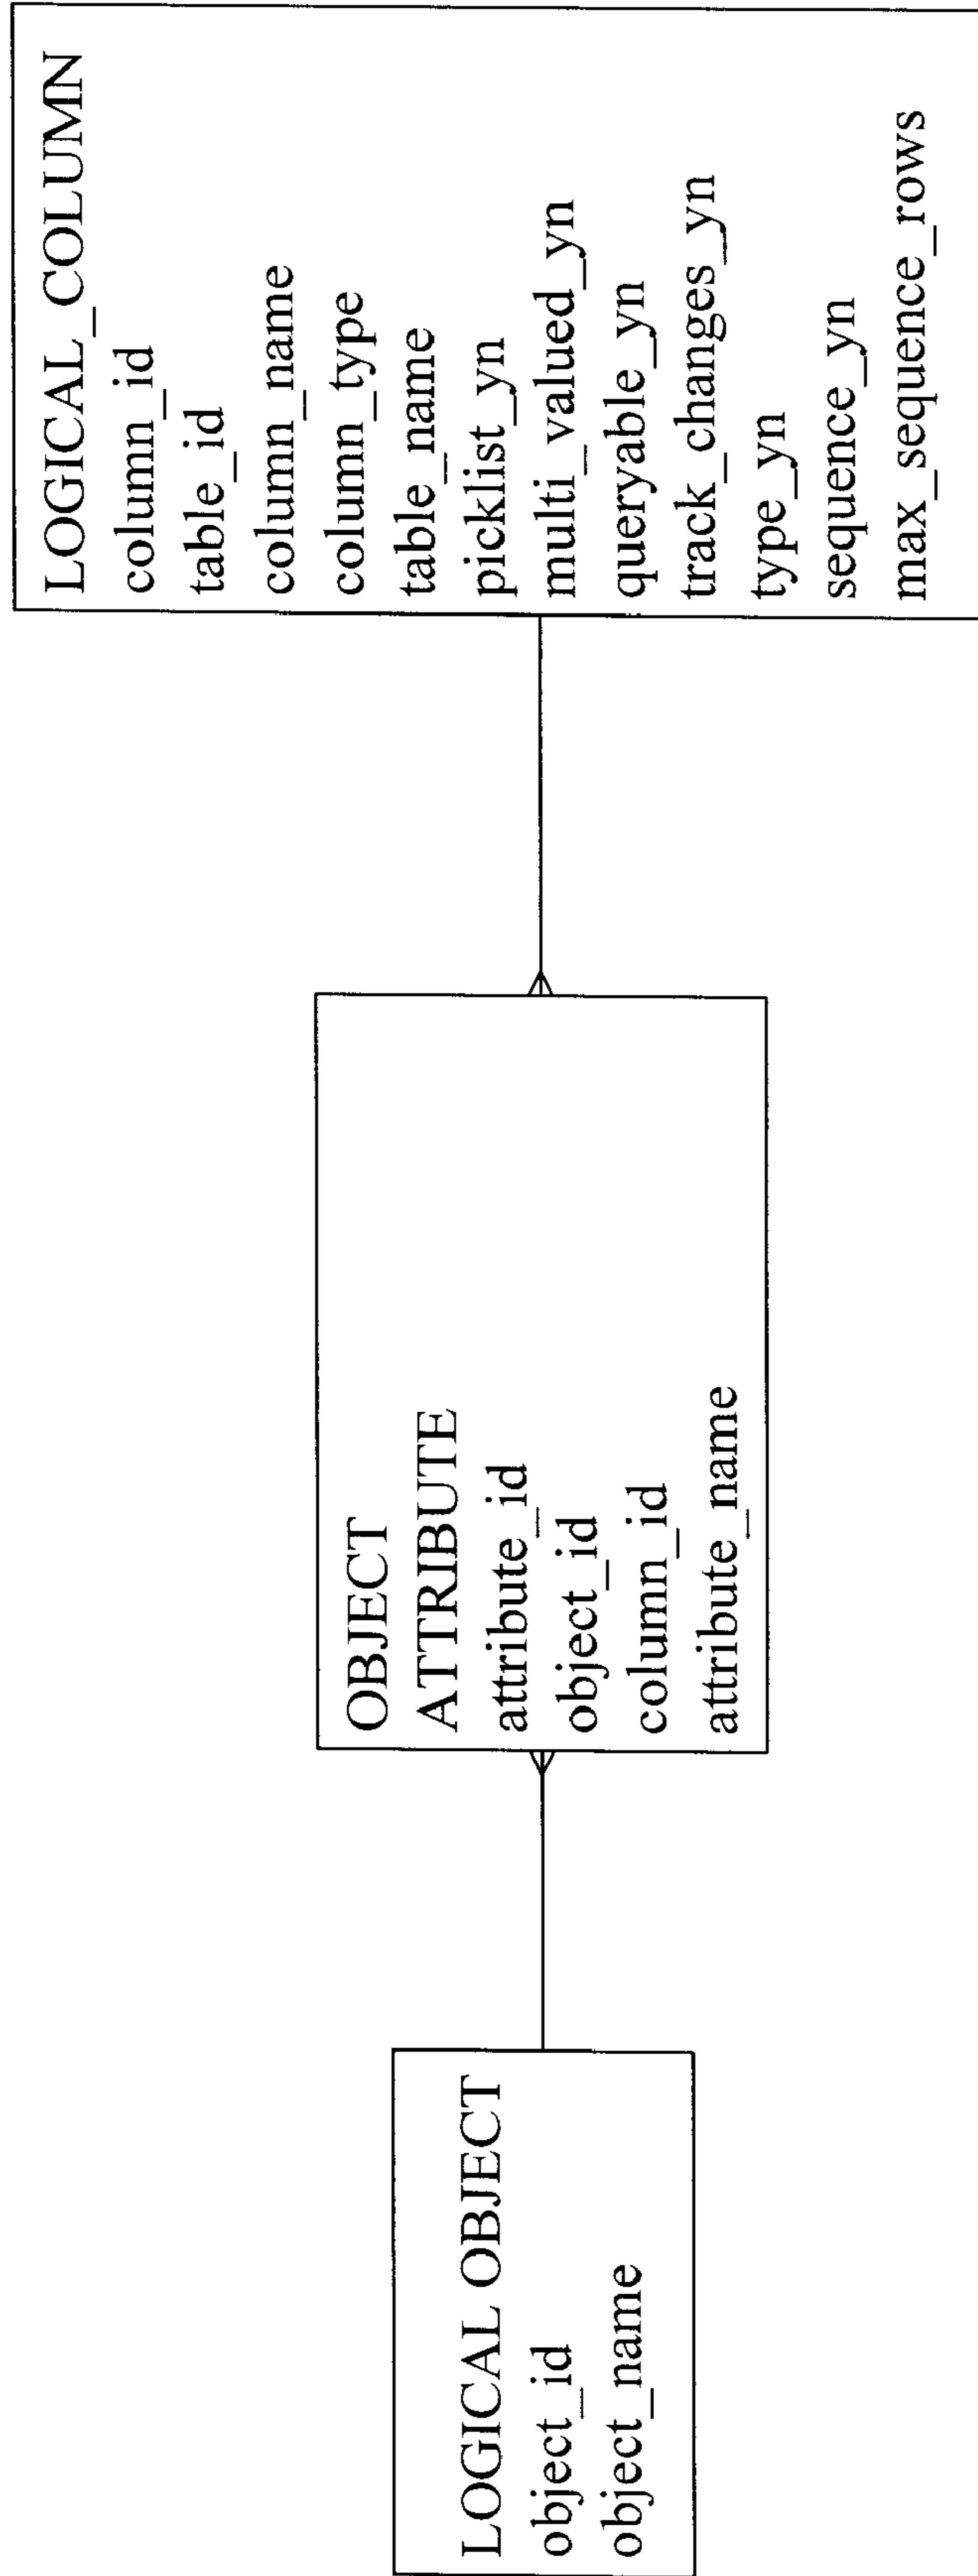 LOGICAL OBJECT
object_id
object_name
OBJECT
ATTRIBUTE
attribute_id
object_id
column_id
attribute_name
LOGICAL_COLUMN
column_id
table_id
column_name
column_type
table_name
picklist_yn
multi_valued_yn
queryable_yn
track_changes_yn
type_yn
sequence_yn
max_sequence_rows